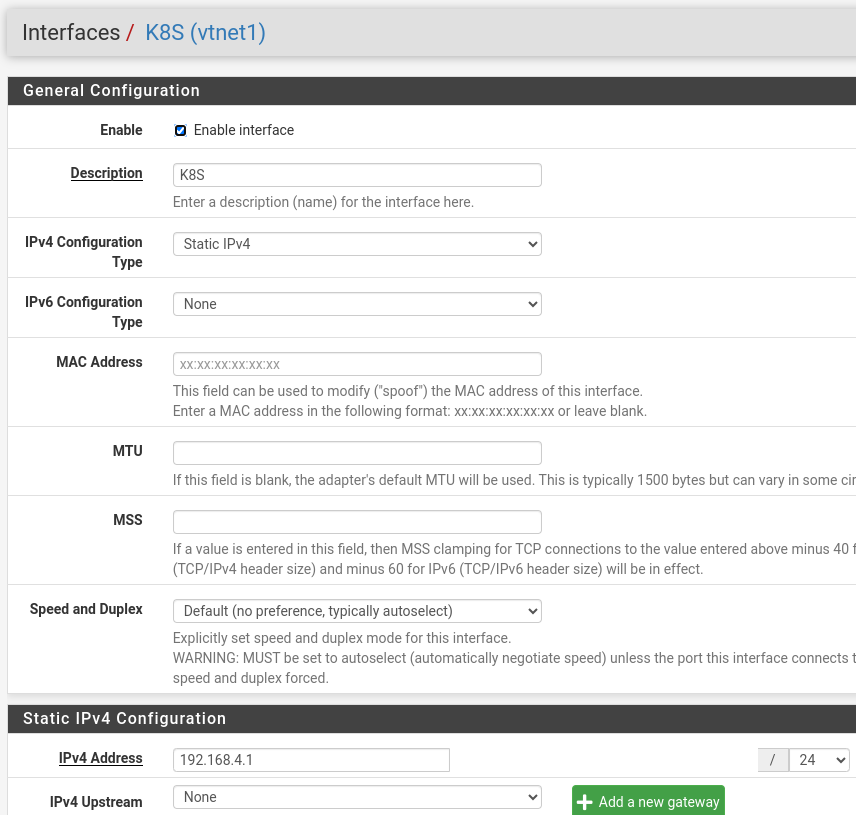 Interfaces / K8S (vtnet1)
General Configuration
Enable Enable interface
Description K8S
Enter a description (name) for the interface here.
IPv4 Configuration Static IPv4
Type
IPv6 Configuration None
Type
MAC Address xx:xx:xx:xx:xx:xx
This field can be used to modify ("spoof") the MAC address of this interface.
Enter a MAC address in the following format: xx:xx:xx:xx:xx:xx or leave blank.
MTU
If this field is blank, the adapter's default MTU will be used. This is typically 1500 bytes but can vary in some
MSS
If a value is entered in this field, then MSS clamping for TCP connections to the value entered above minus 40
(TCP/IPv4 header size) and minus 60 for IPv6 (TCP/IPv6 header size) will be in effect.
Speed and Duplex Default (no preference, typically autoselect)
Explicitly set speed and duplex mode for this interface.
WARNING: MUST be set to autoselect (automatically negotiate speed) unless the port this interface connects
speed and duplex forced.
Static IPv4 Configuration
IPv4 Address 192.168.4.1 / 24
IPv4 Upstream None Add a new gateway